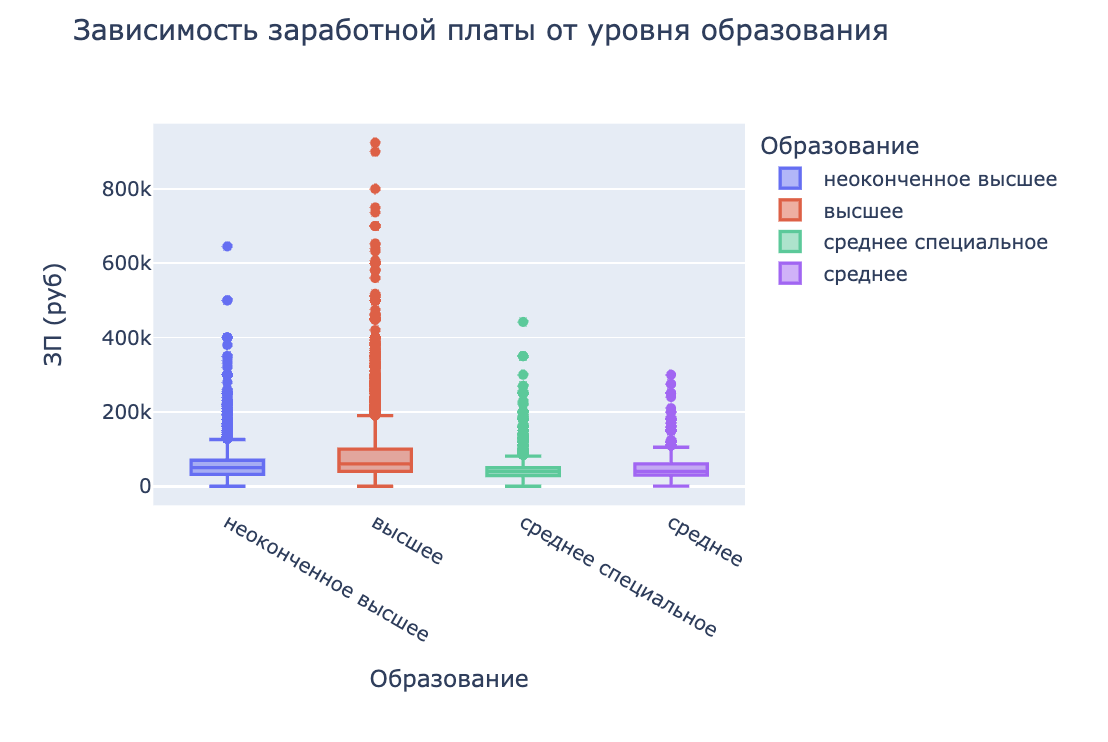 Зависимость заработной платы от уровня образования
ЗП (руб)
800k
600k
400k
200k
0
неоконченное высшее
высшее
среднее специальное
среднее
Образование
Образование
неоконченное высшее
высшее
среднее специальное
среднее